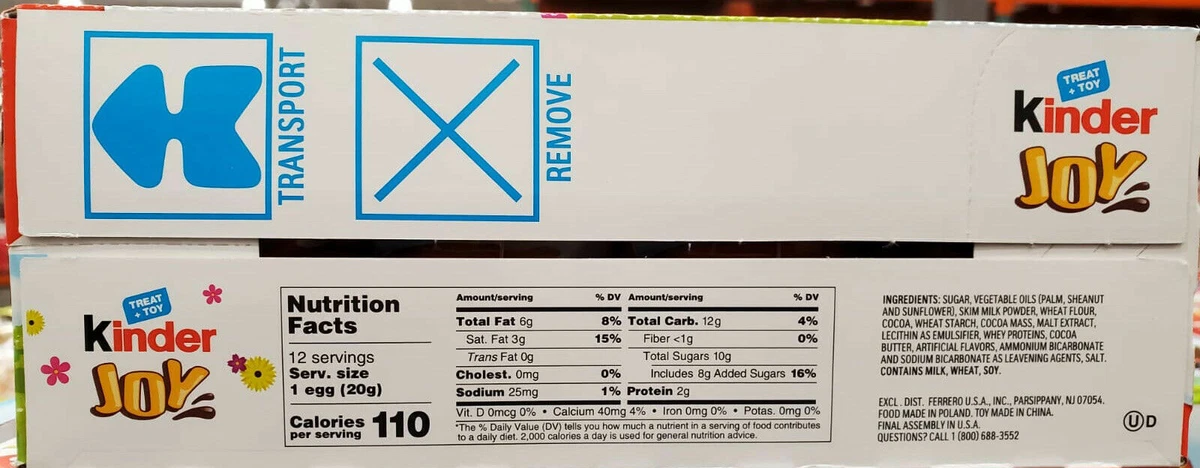 TRANSPORT
REMOVE
TREAT
+ TOY
Kinder
JOY
TREAT
+ TOY
Kinder
JOY
Nutrition
Facts
12 servings
Serv. size
1 egg (20g)
Calories 110
per serving
Amount/serving % DV Amount/serving % DV
Total Fat 6g 8% Total Carb. 12g 4%
Sat. Fat 3g 15% Fiber <1g 0%
Trans Fat 0g Total Sugars 10g
Cholest. 0mg 0% Includes 8g Added Sugars 16%
Sodium 25mg 1% Protein 2g
Vit. D 0mcg 0% • Calcium 40mg 4% • Iron 0mg 0% • Potas. 0mg 0%
*The % Daily Value (DV) tells you how much a nutrient in a serving of food contributes
to a daily diet. 2,000 calories a day is used for general nutrition advice.
INGREDIENTS: SUGAR, VEGETABLE OILS (PALM, SHEANUT
AND SUNFLOWER), SKIM MILK POWDER, WHEAT FLOUR,
COCOA, WHEAT STARCH, COCOA MASS, MALT EXTRACT,
LECITHIN AS EMULSIFIER, WHEY PROTEINS, COCOA
BUTTER, ARTIFICIAL FLAVORS, AMMONIUM BICARBONATE
AND SODIUM BICARBONATE AS LEAVENING AGENTS, SALT.
CONTAINS MILK, WHEAT, SOY.
EXCL. DIST. FERRERO U.S.A., INC., PARSIPPANY, NJ 07054.
FOOD MADE IN POLAND. TOY MADE IN CHINA.
FINAL ASSEMBLY IN U.S.A.
QUESTIONS? CALL 1 (800) 688-3552
U D